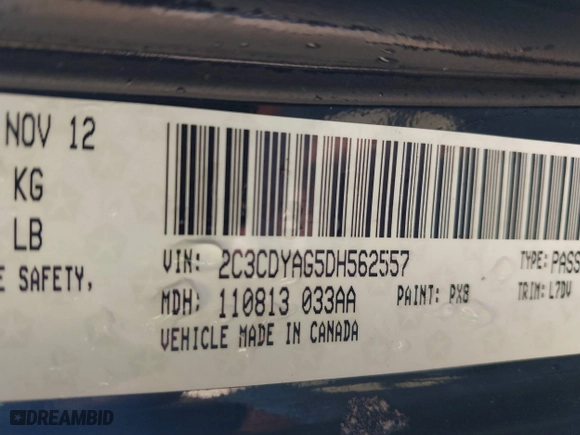 NOV 12
KG
LB
E SAFETY,
VIN: 2C3CDYAG5DH562557
TYPE: PASS
MDH: 110813 033AA
PAINT: PX8
TRIM: L7DV
VEHICLE MADE IN CANADA
DREAMBID